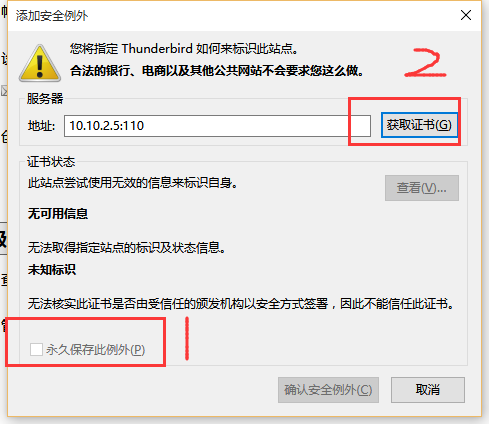 添加安全例外
您将指定 Thunderbird 如何来标识此站点。
合法的银行、电商以及其他公共网站不会要求您这么做。
2
服务器
地址: 10.10.2.5:110 获取证书(G)
证书状态
此站点尝试使用无效的信息来标识自身。 查看(V)...
无可用信息
无法取得指定站点的标识及状态信息。
未知标识
无法核实此证书是否由受信任的颁发机构以安全方式签署，因此不能信任此证书。
永久保存此例外(P) 1
确认安全例外(C) 取消